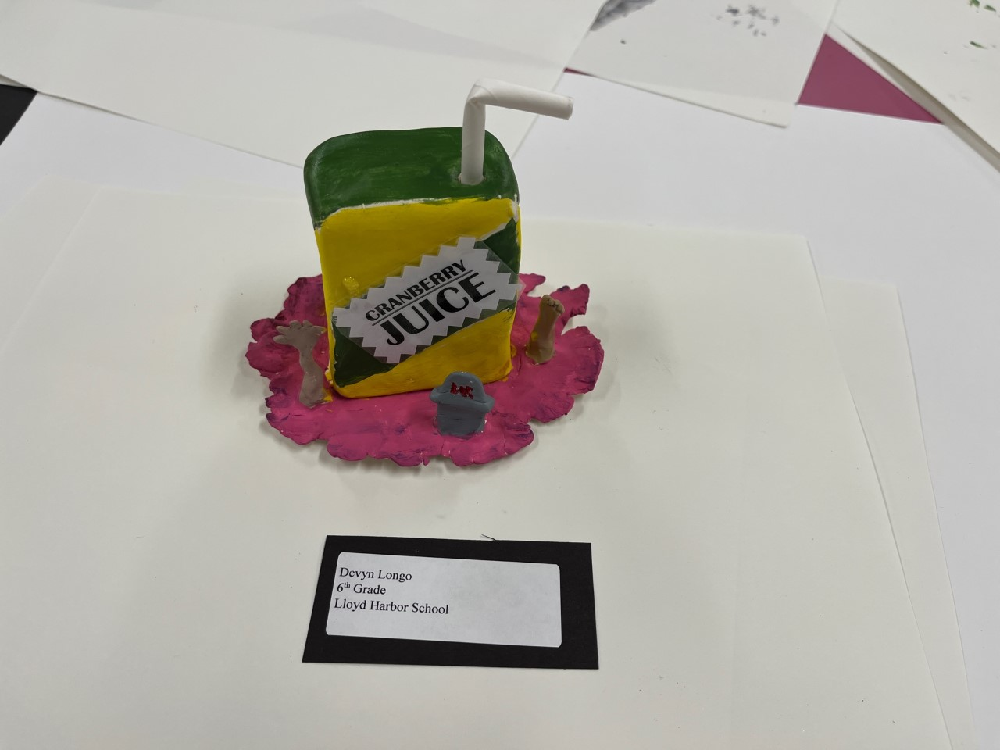 CRANBERRY
JUICE
Devyn Longo
6th Grade
Lloyd Harbor School